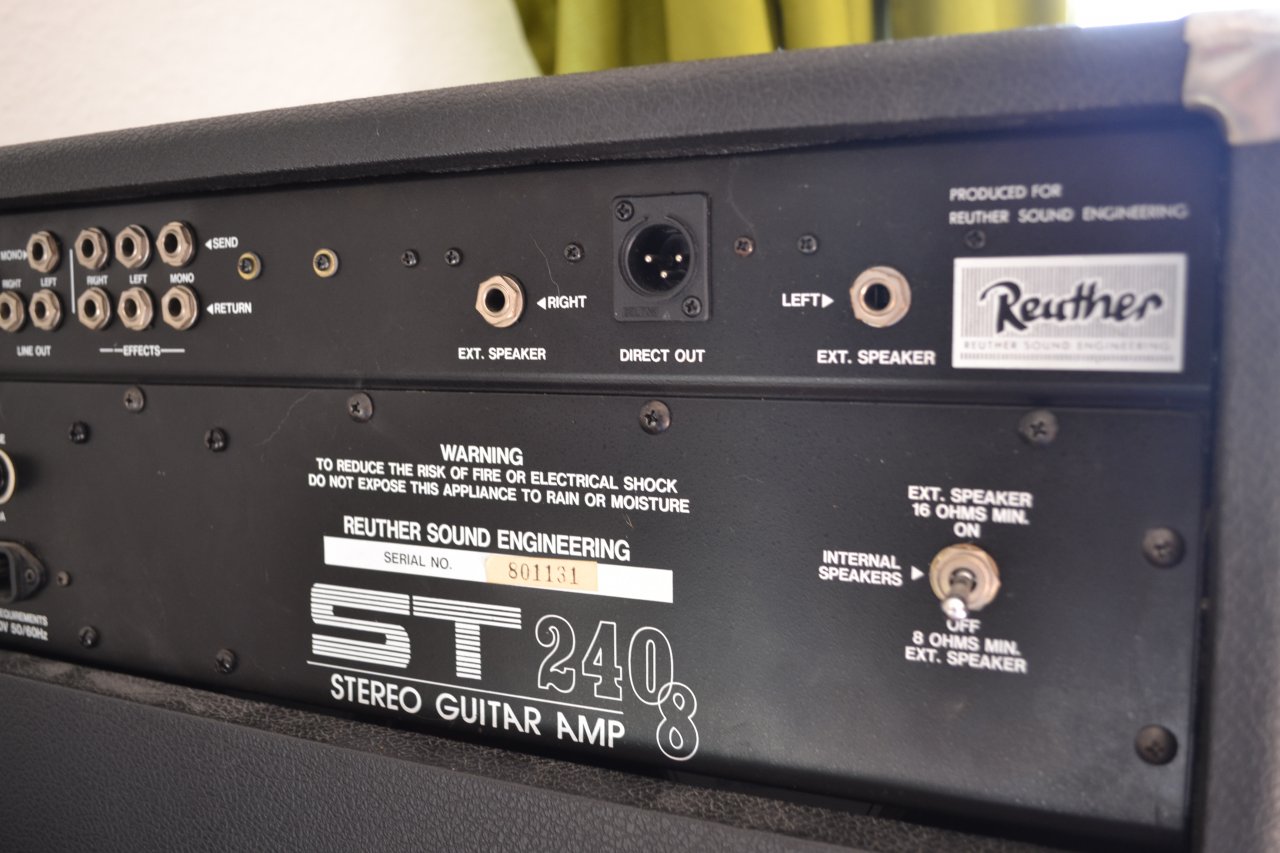 PRODUCED FOR
REUTHER SOUND ENGINEERING
Reuther
REUTHER SOUND ENGINEERING
MONO
SEND
RIGHT LEFT
RIGHT LEFT MONO
RETURN
LINE OUT
EFFECTS
RIGHT
EXT. SPEAKER
DIRECT OUT
LEFT
EXT. SPEAKER
WARNING
TO REDUCE THE RISK OF FIRE OR ELECTRICAL SHOCK
DO NOT EXPOSE THIS APPLIANCE TO RAIN OR MOISTURE
REUTHER SOUND ENGINEERING
SERIAL NO. 801131
ST 240
8
STEREO GUITAR AMP
EXT. SPEAKER
16 OHMS MIN.
ON
INTERNAL
SPEAKERS
OFF
8 OHMS MIN.
EXT. SPEAKER
50/60Hz